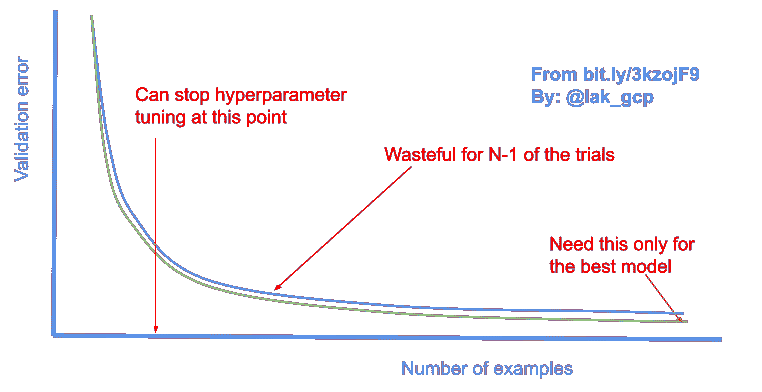 From bit.ly/3kzojF9
By: @lak_gcp
Can stop hyperparameter
tuning at this point
Wasteful for N-1 of the trials
Need this only for
the best model
Validation error
Number of examples